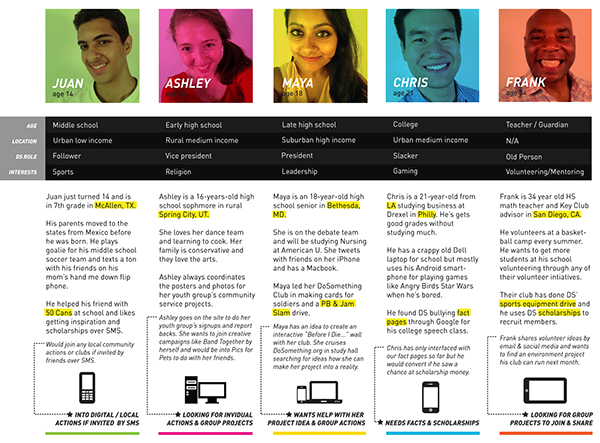 JUAN
age 14
ASHLEY
MAYA
age 18
CHRIS
age 21
FRANK
AGE
Middle school
Early high school
Late high school
College
Teacher / Guardian
LOCATION
Urban low income
Rural medium income
Suburban high income
Urban medium income
N/A
DS ROLE
Follower
Vice president
President
Slacker
Old Person
INTERESTS
Sports
Religion
Leadership
Gaming
Volunteering/Mentoring
Juan just turned 14 and is
in 7th grade in McAllen, TX.
His parents moved to the
states from Mexico before
he was born. He plays
goalie for his middle school
soccer team and texts a ton
with his friends on his
mom's hand me down flip
phone.
He helped his friend with
50 Cans at school and likes
getting inspiration and
scholarships over SMS.
Would join any local community
actions or clubs if invited by
friends over SMS.
★ INTO DIGITAL / LOCAL
ACTIONS IF INVITED BY SMS
Ashley is a 16-years-old high
school sophmore in rural
Spring City, UT.
She loves her dance team
and learning to cook. Her
family is conservative and
they love the arts.
Ashley always coordinates
the posters and photos for
her youth group's community
service projects.
Ashley goes on the site to do her
youth group's signups and report
backs. She wants to join creative
campaigns like Band Together by
herself and would be into Pics for
Pets to do with her friends.
★ LOOKING FOR INVIDUAL
ACTIONS & GROUP PROJECTS
Maya is an 18-year-old high
school senior in Bethesda,
MD.
She is on the debate team
and will be studying Nursing
at American U. She tweets
with friends on her iPhone
and has a Macbook.
Maya led her DoSomething
Club in making cards for
soldiers and a PB & Jam
Slam drive.
Maya has an idea to create an
interactive "Before I Die..." wall
with her club. She cruises
DoSomething.org in study hall
searching for ideas how she can
make her project into a reality.
★ WANTS HELP WITH HER
PROJECT IDEA & GROUP ACTIONS
Chris is a 21-year-old from
LA studying business at
Drexel in Philly. He's gets
good grades without
studying much.
He has a crappy old Dell
laptop for school but mostly
uses his Android smart-
phone for playing games
like Angry Birds Star Wars
when he's bored.
He found DS bullying fact
pages through Google for
his college speech class.
Chris has only interfaced with
our fact pages so far but he
would convert if he saw a
chance at scholarship money.
★ NEEDS FACTS & SCHOLARSHIPS
Frank is 34 year old HS
math teacher and Key Club
advisor in San Diego, CA.
He volunteers at a basket-
ball camp every summer.
He wants to get more
students at his school
volunteering through any of
their volunteer intiatives.
Their club has done DS'
sports equipment drive and
he uses DS scholarships to
recruit members.
Frank shares volunteer ideas by
email & social media and wants
to find an environment project
his club can run next month.
★ LOOKING FOR GROUP
PROJECTS TO JOIN & SHARE